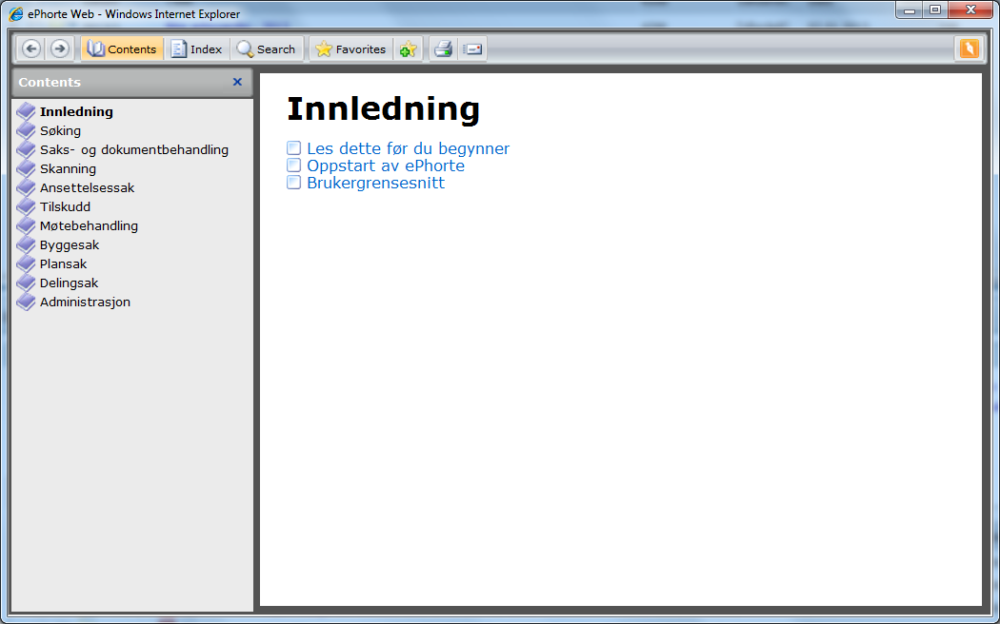 ePhorte Web - Windows Internet Explorer
Contents Index Search Favorites
Contents
Innledning
Søking
Saks- og dokumentbehandling
Skanning
Ansettelsessak
Tilskudd
Møtebehandling
Byggesak
Plansak
Delingsak
Administrasjon
Innledning
Les dette før du begynner
Oppstart av ePhorte
Brukergrensesnitt